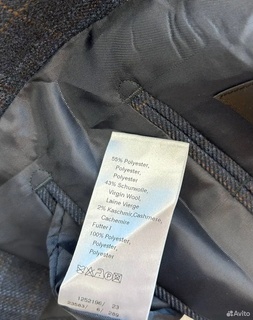 55% Polyester,
Polyester,
Polyester
43% Schurwolle,
Virgin Wool,
Laine Vierge
2% Kaschmir,Cashmere,
Cachemire
Futter I
100% Polyester,
Polyester,
Polyester
Avito